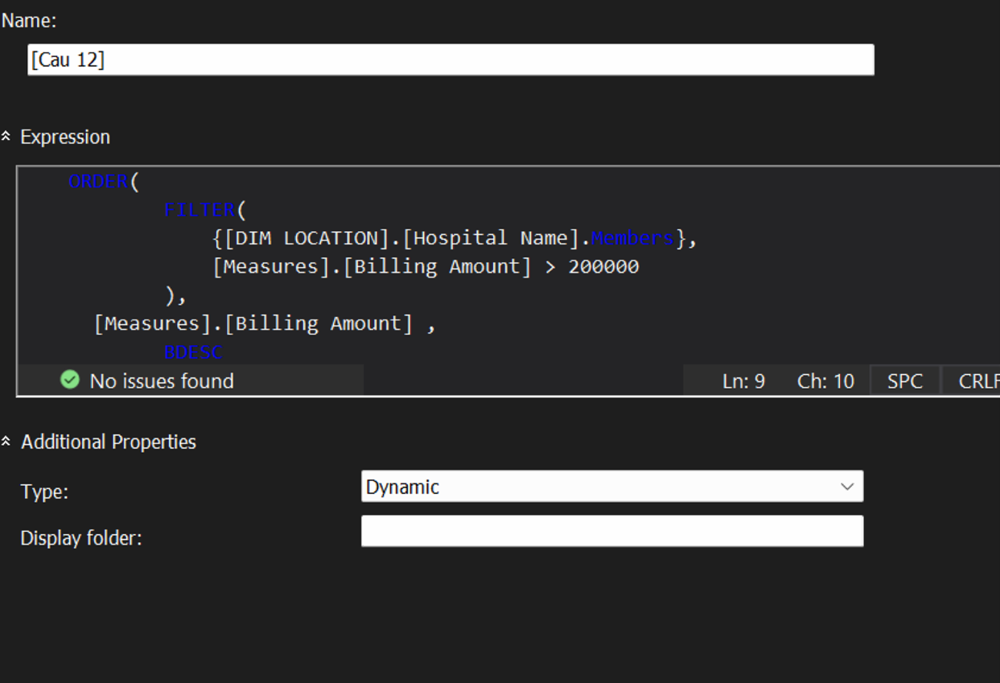 Name:
[Cau 12]
Expression
ORDER(
FILTER(
{[DIM LOCATION].[Hospital Name].Members},
[Measures].[Billing Amount] > 200000
),
[Measures].[Billing Amount] ,
BDESC
No issues found Ln: 9 Ch: 10 SPC CRLF
Additional Properties
Type: Dynamic
Display folder: